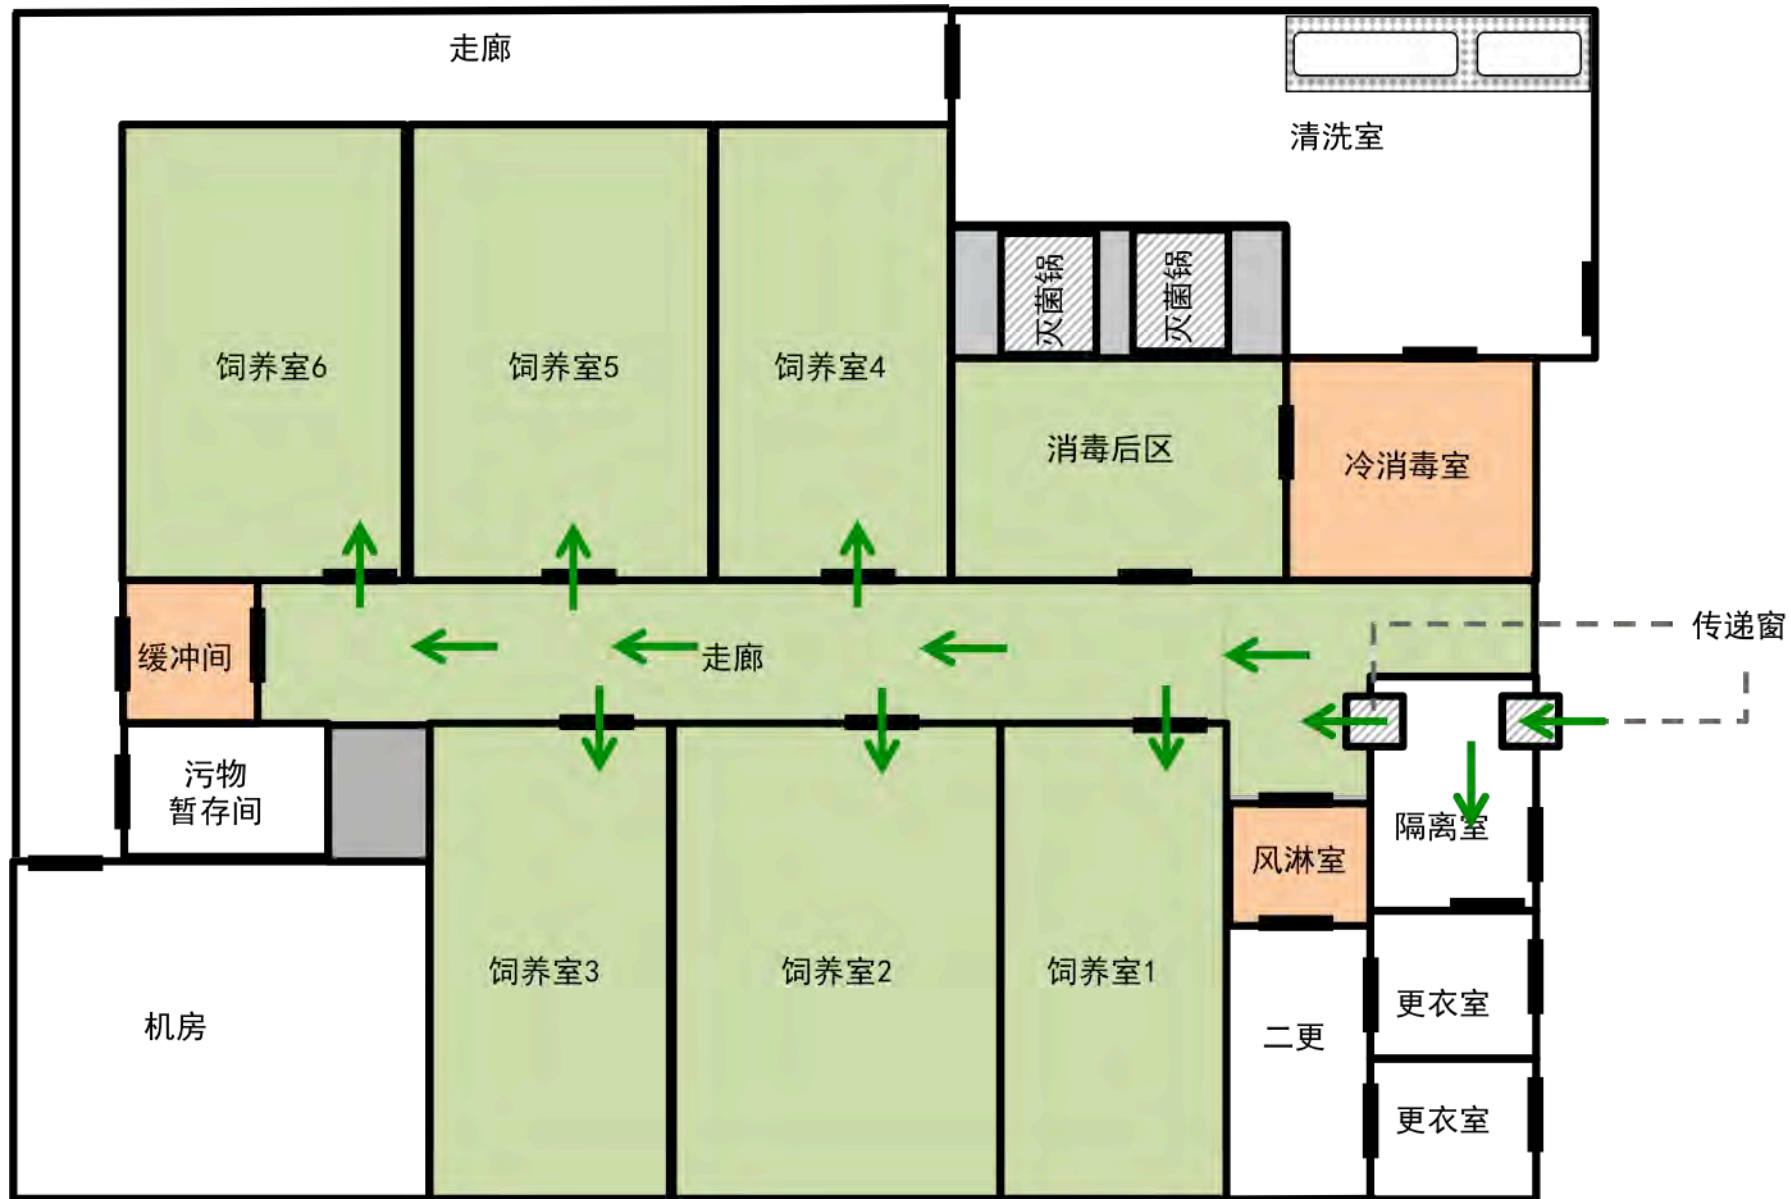 走廊
清洗室
灭菌锅
灭菌锅
饲养室6
饲养室5
饲养室4
消毒后区
冷消毒室
缓冲间
走廊
传递窗
污物
暂存间
隔离室
风淋室
饲养室3
饲养室2
饲养室1
更衣室
机房
二更
更衣室